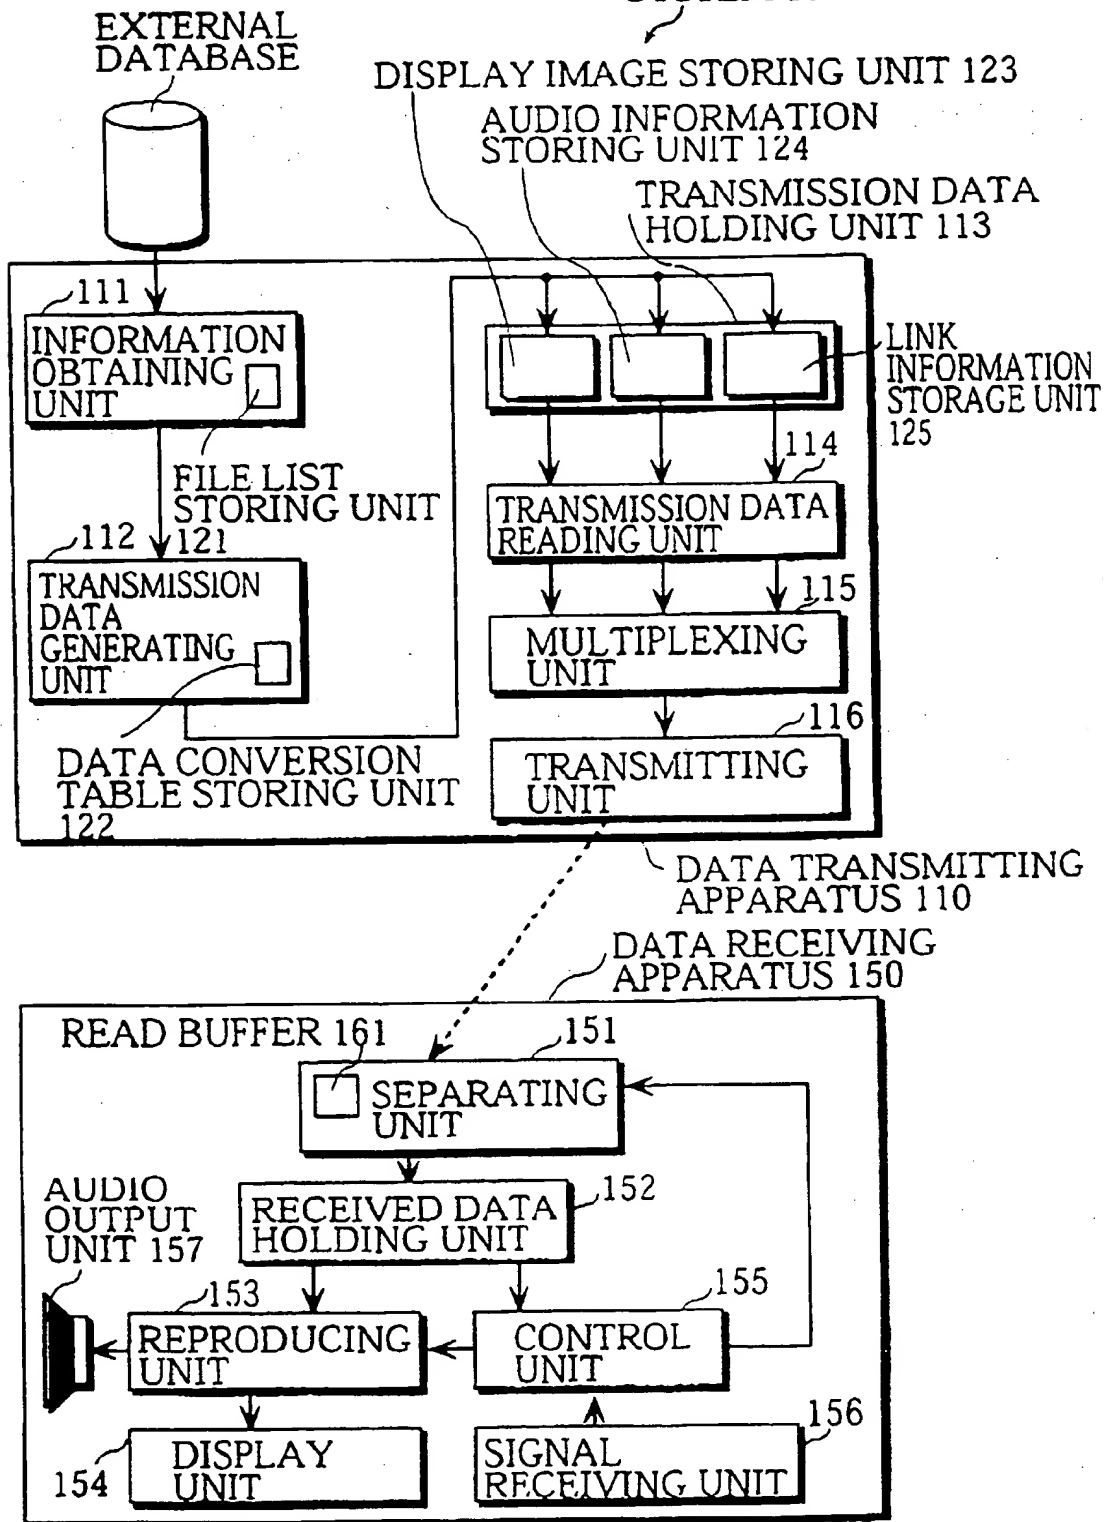 EXTERNAL
DATABASE
DISPLAY IMAGE STORING UNIT 123
AUDIO INFORMATION
STORING UNIT 124
TRANSMISSION DATA
HOLDING UNIT 113
111
INFORMATION
OBTAINING
UNIT
LINK
INFORMATION
STORAGE UNIT
125
FILE LIST
STORING UNIT
121
114
TRANSMISSION DATA
READING UNIT
112
TRANSMISSION
DATA
GENERATING
UNIT
115
MULTIPLEXING
UNIT
116
TRANSMITTING
UNIT
DATA CONVERSION
TABLE STORING UNIT
122
DATA TRANSMITTING
APPARATUS 110
DATA RECEIVING
APPARATUS 150
READ BUFFER 161
151
SEPARATING
UNIT
AUDIO
OUTPUT
UNIT 157
152
RECEIVED DATA
HOLDING UNIT
153
REPRODUCING
UNIT
155
CONTROL
UNIT
154
DISPLAY
UNIT
156
SIGNAL
RECEIVING UNIT